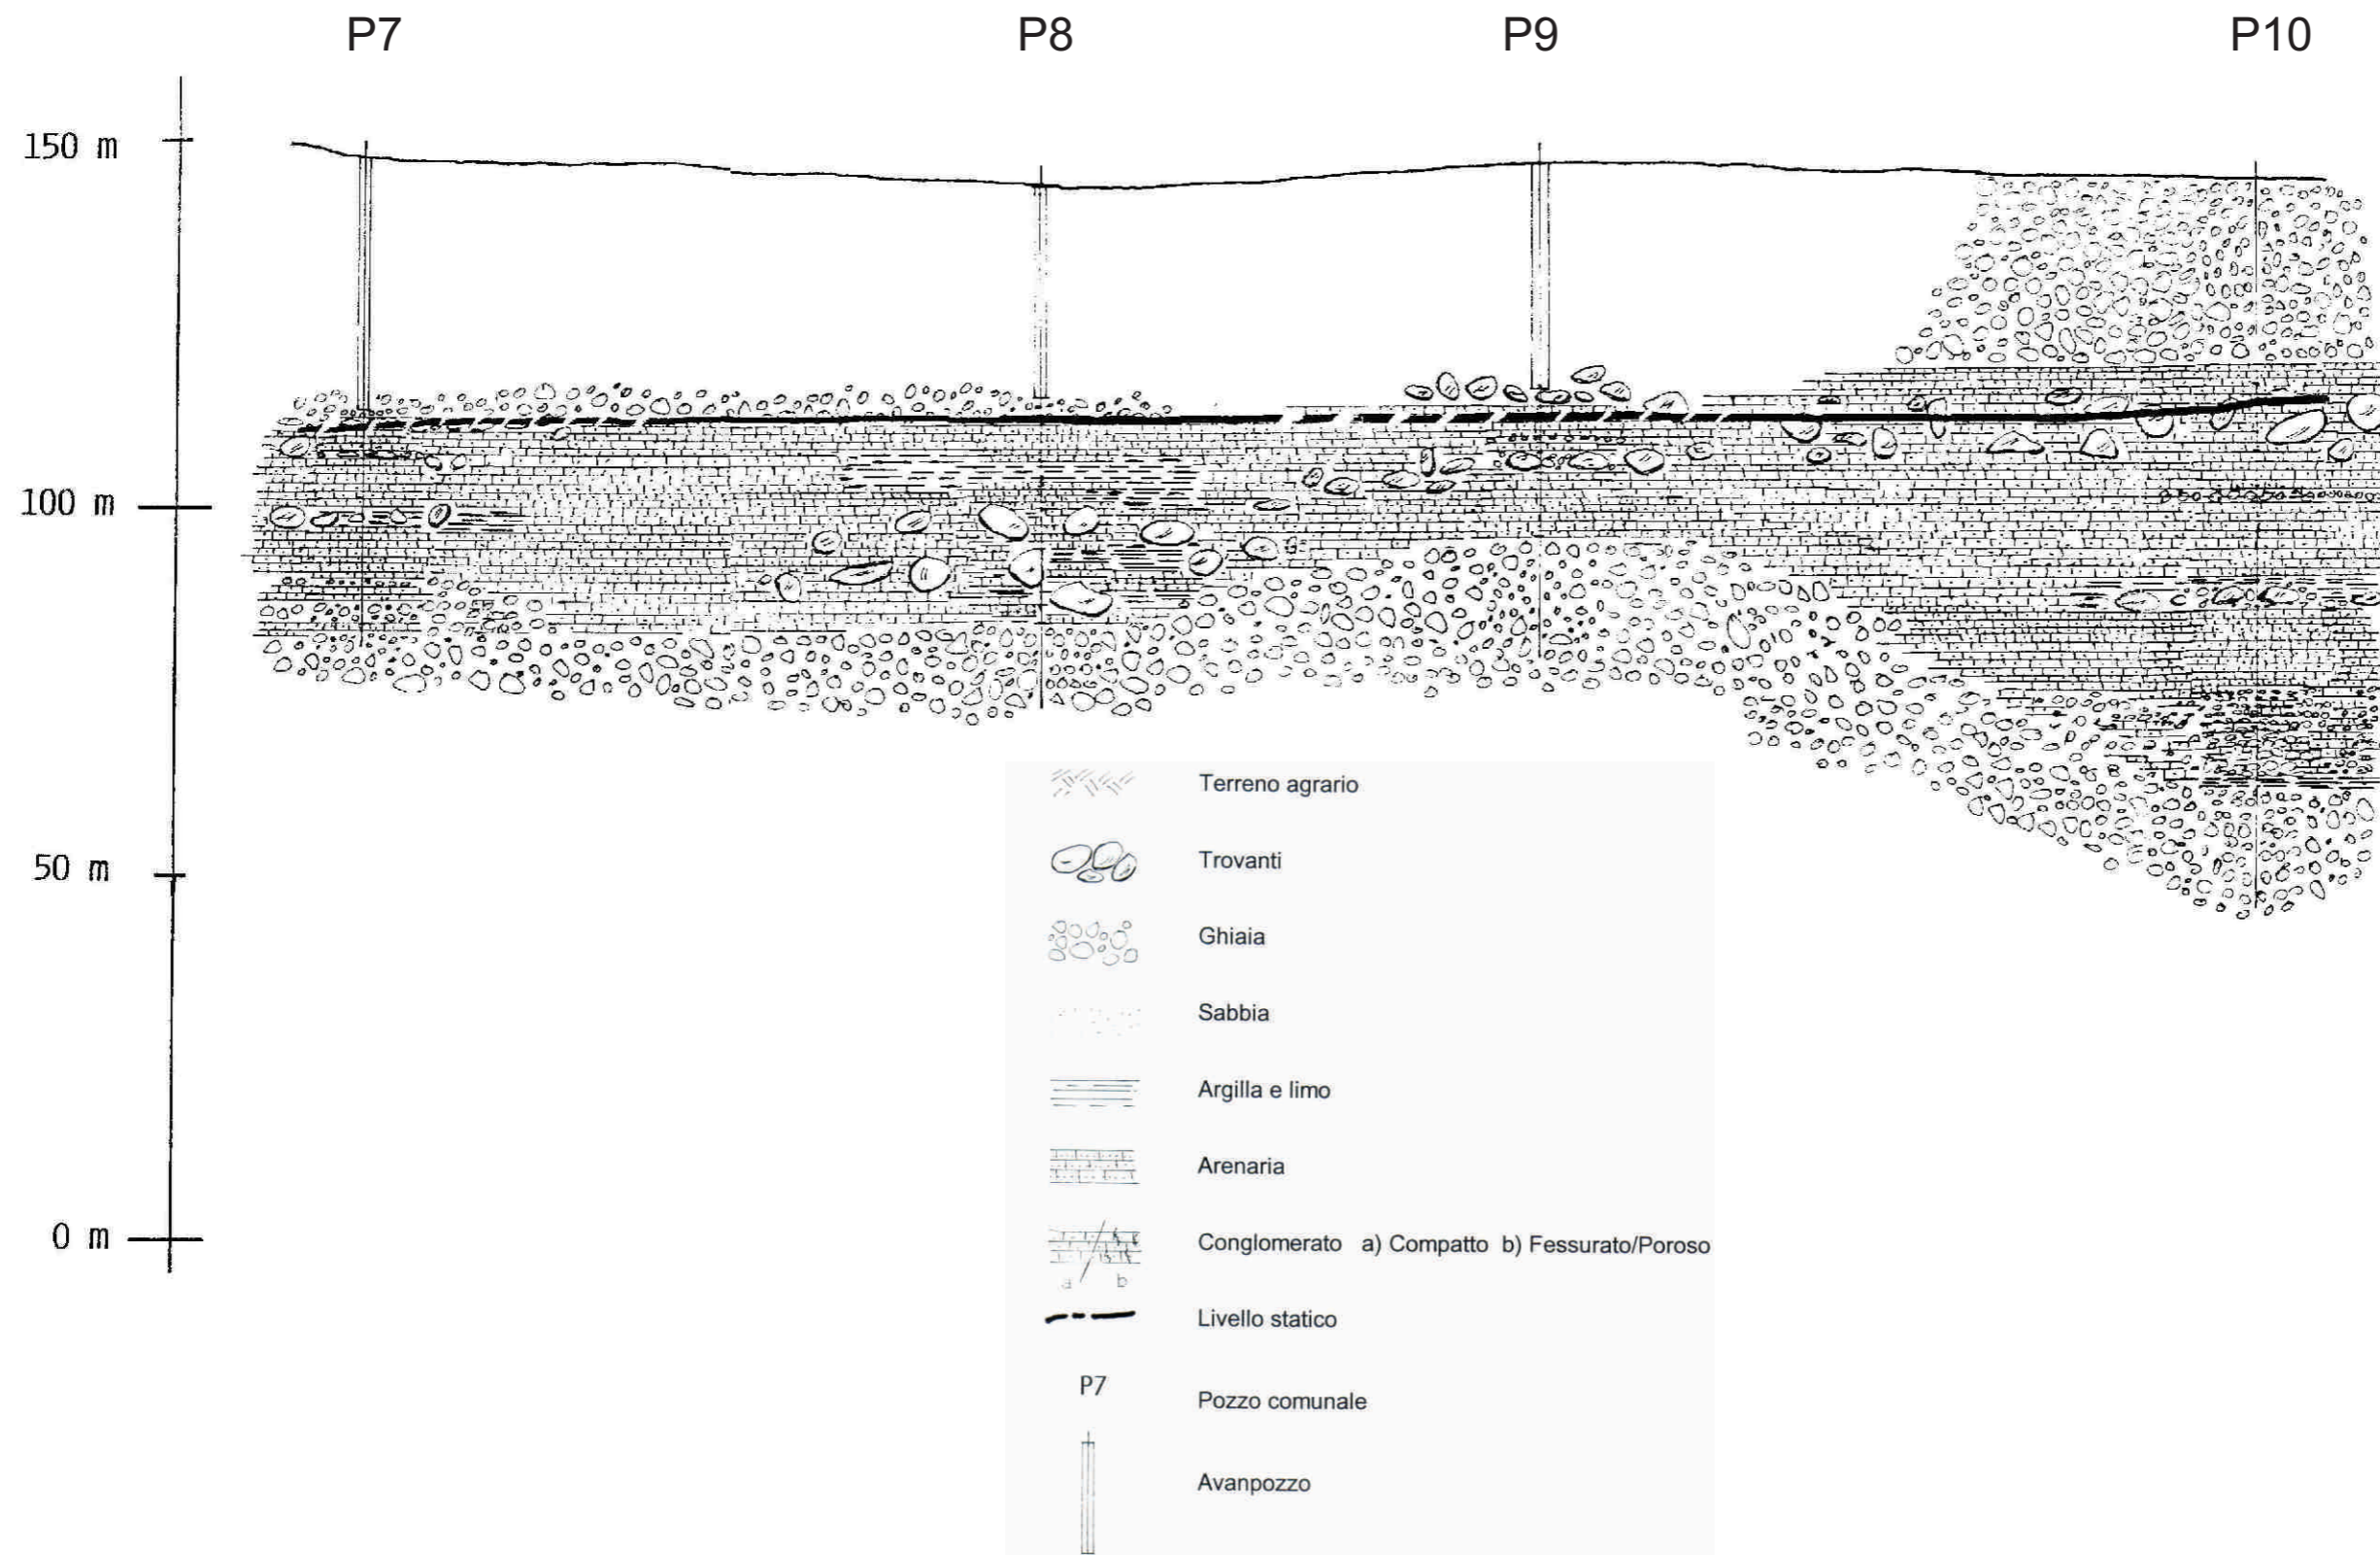 P7 P8 P9 P10
150 m
100 m
50 m
0 m
Terreno agrario
Trovanti
Ghiaia
Sabbia
Argilla e limo
Arenaria
Conglomerato a) Compatto b) Fessurato/Poroso
a b
Livello statico
P7
Pozzo comunale
Avanpozzo